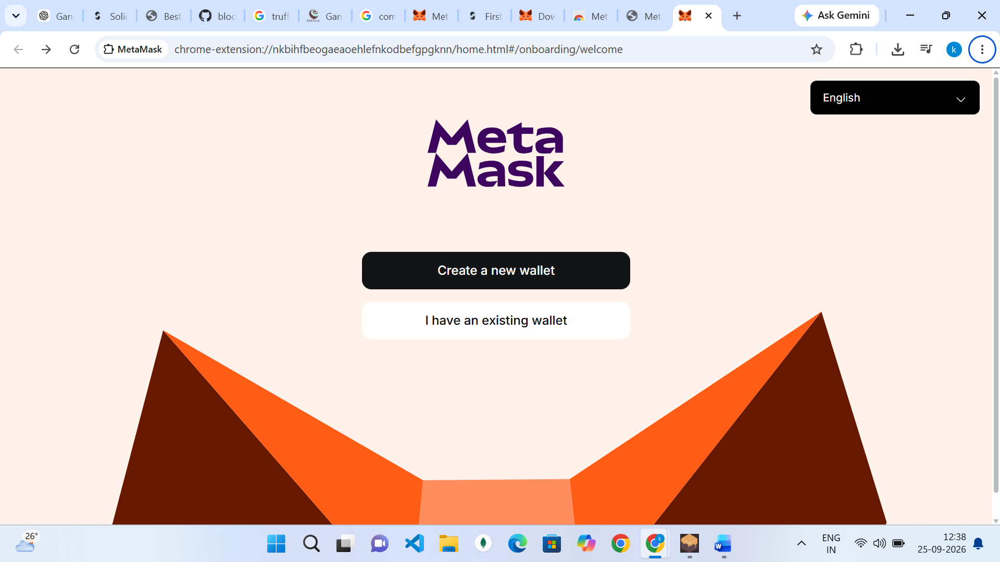 Gan
Solid
Best
bloc
truff
Gan
com
Met
First
Dow
Met
Met
Ask Gemini
MetaMask
chrome-extension://nkbihfbeogaeaoehlefnkodbefgpgknn/home.html#/onboarding/welcome
k
English
Meta
Mask
Create a new wallet
I have an existing wallet
26°
k
W
ENG
IN
12:38
25-09-2026